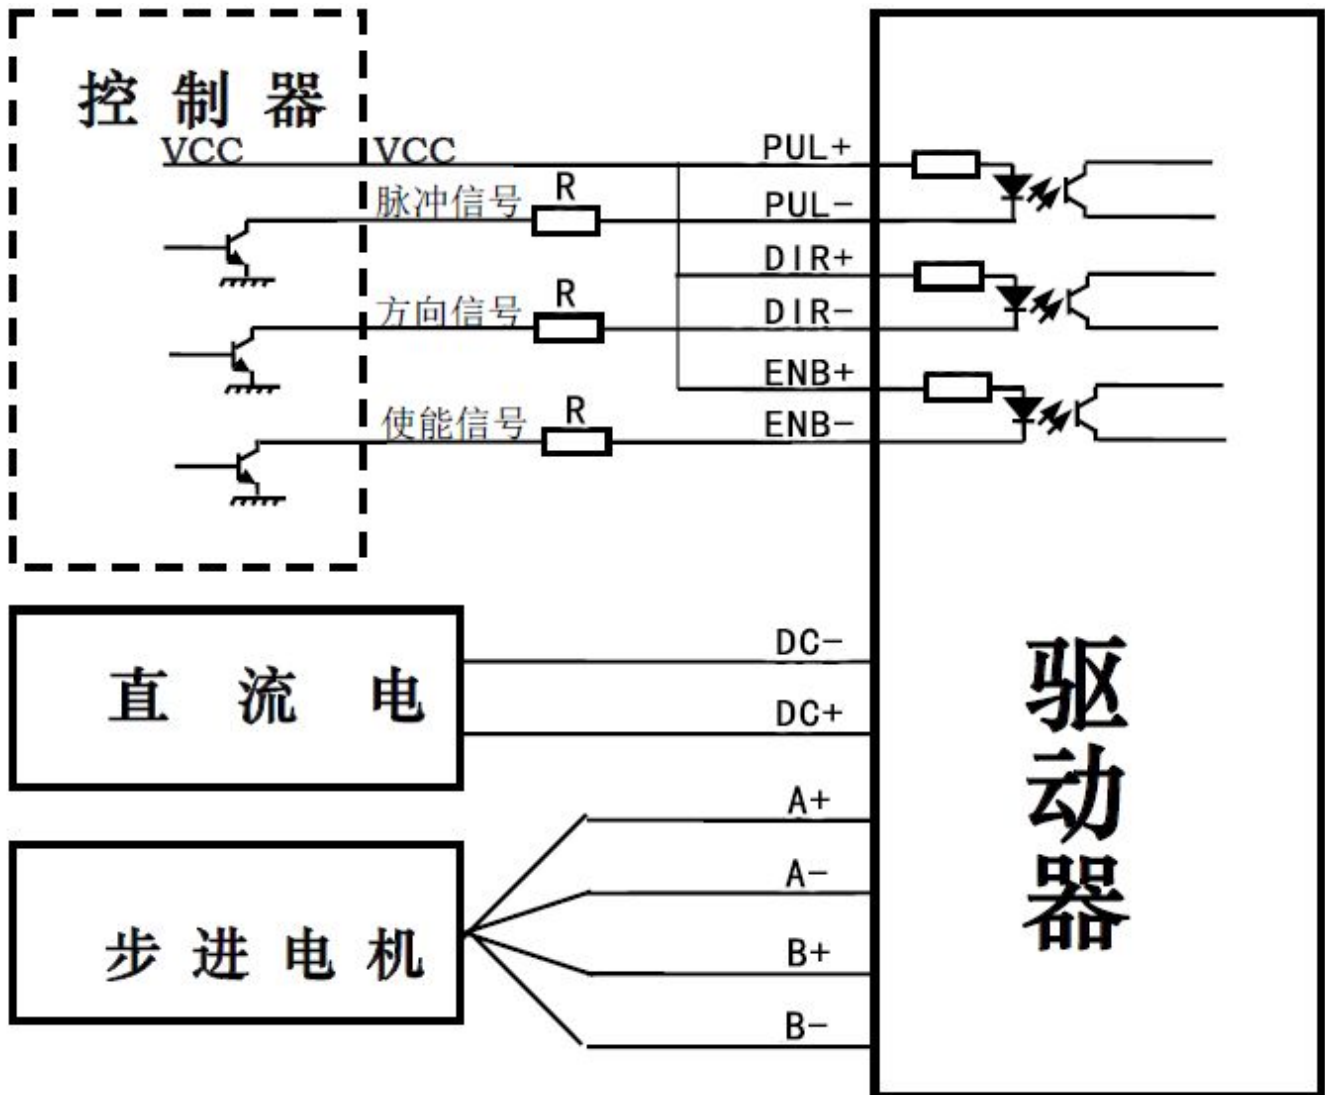 控制器
VCC VCC PUL+
脉冲信号 R PUL-
DIR+
方向信号 R DIR-
ENB+
使能信号 R ENB-
DC-
直流电
DC+
A+
A-
步进电机
B+
B-
驱动器